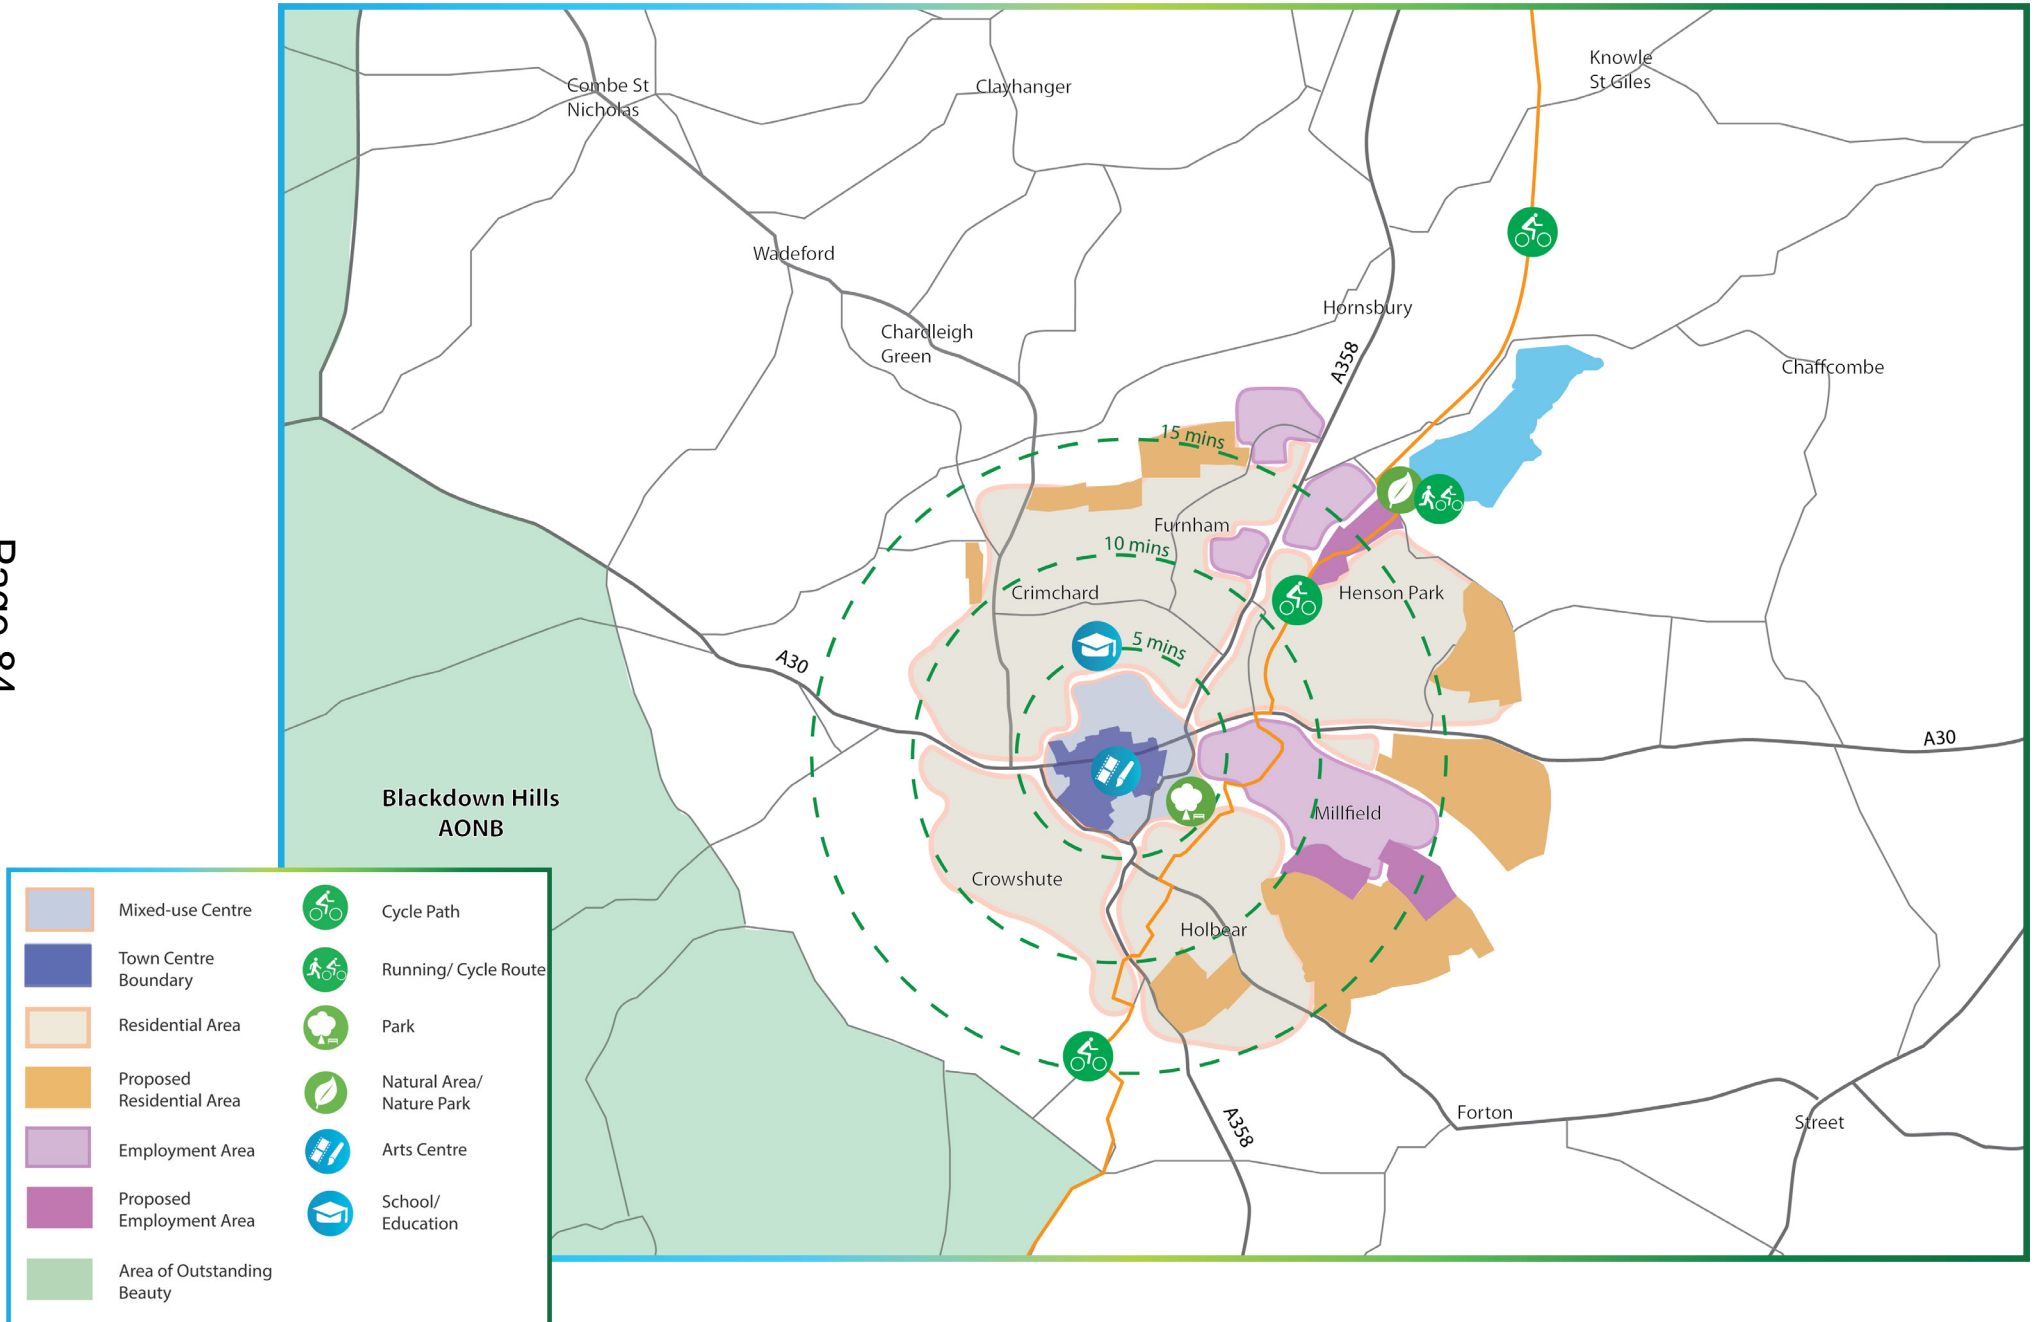 Knowle
St Giles
Combe St
Nicholas
Clayhanger
Wadeford
Hornsbury
Chardleigh
Green
A358
Chaffcombe
15 mins
Furnham
10 mins
Crimchard
Henson Park
5 mins
A30
A30
Blackdown Hills
AONB
Millfield
Crowshute
Holbear
Forton
Street
A358
Page 84
Mixed-use Centre
Town Centre
Boundary
Residential Area
Proposed
Residential Area
Employment Area
Proposed
Employment Area
Area of Outstanding
Beauty
Cycle Path
Running/ Cycle Route
Park
Natural Area/
Nature Park
Arts Centre
School/
Education